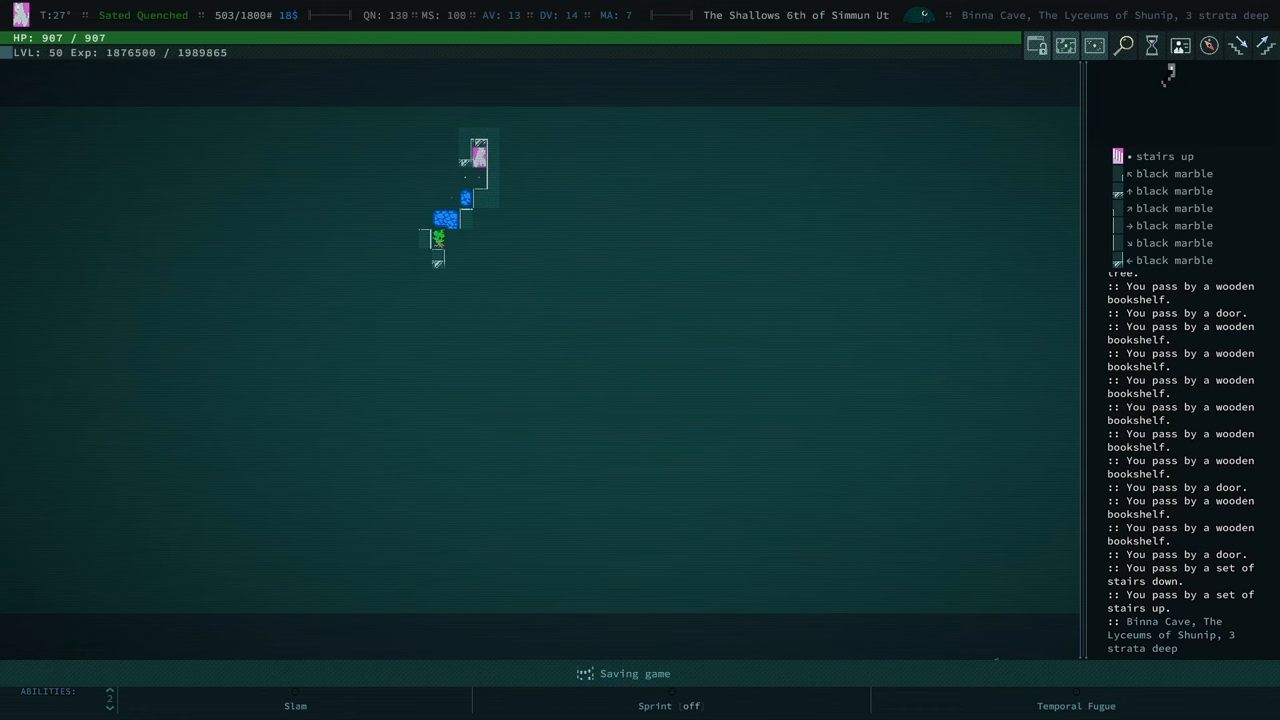 T:27° :: Sated Quenched :: 503/1800# 18$ QN: 130 :: MS: 100 :: AV: 13 :: DV: 14 :: MA: 7 The Shallows 6th of Simmun Ut :: Binna Cave, The Lyceums of Shunip, 3 strata deep
HP: 907 / 907
LVL: 50 Exp: 1876500 / 1989865
stairs up
black marble
black marble
black marble
black marble
black marble
black marble
tree.
:: You pass by a wooden
bookshelf.
:: You pass by a door.
:: You pass by a wooden
bookshelf.
:: You pass by a wooden
bookshelf.
:: You pass by a wooden
bookshelf.
:: You pass by a wooden
bookshelf.
:: You pass by a wooden
bookshelf.
:: You pass by a wooden
bookshelf.
:: You pass by a door.
:: You pass by a wooden
bookshelf.
:: You pass by a wooden
bookshelf.
:: You pass by a door.
:: You pass by a set of
stairs down.
:: You pass by a set of
stairs up.
:: Binna Cave, The
Lyceums of Shunip, 3
strata deep
Saving game
ABILITIES:
2
Slam
Sprint [off]
Temporal Fugue